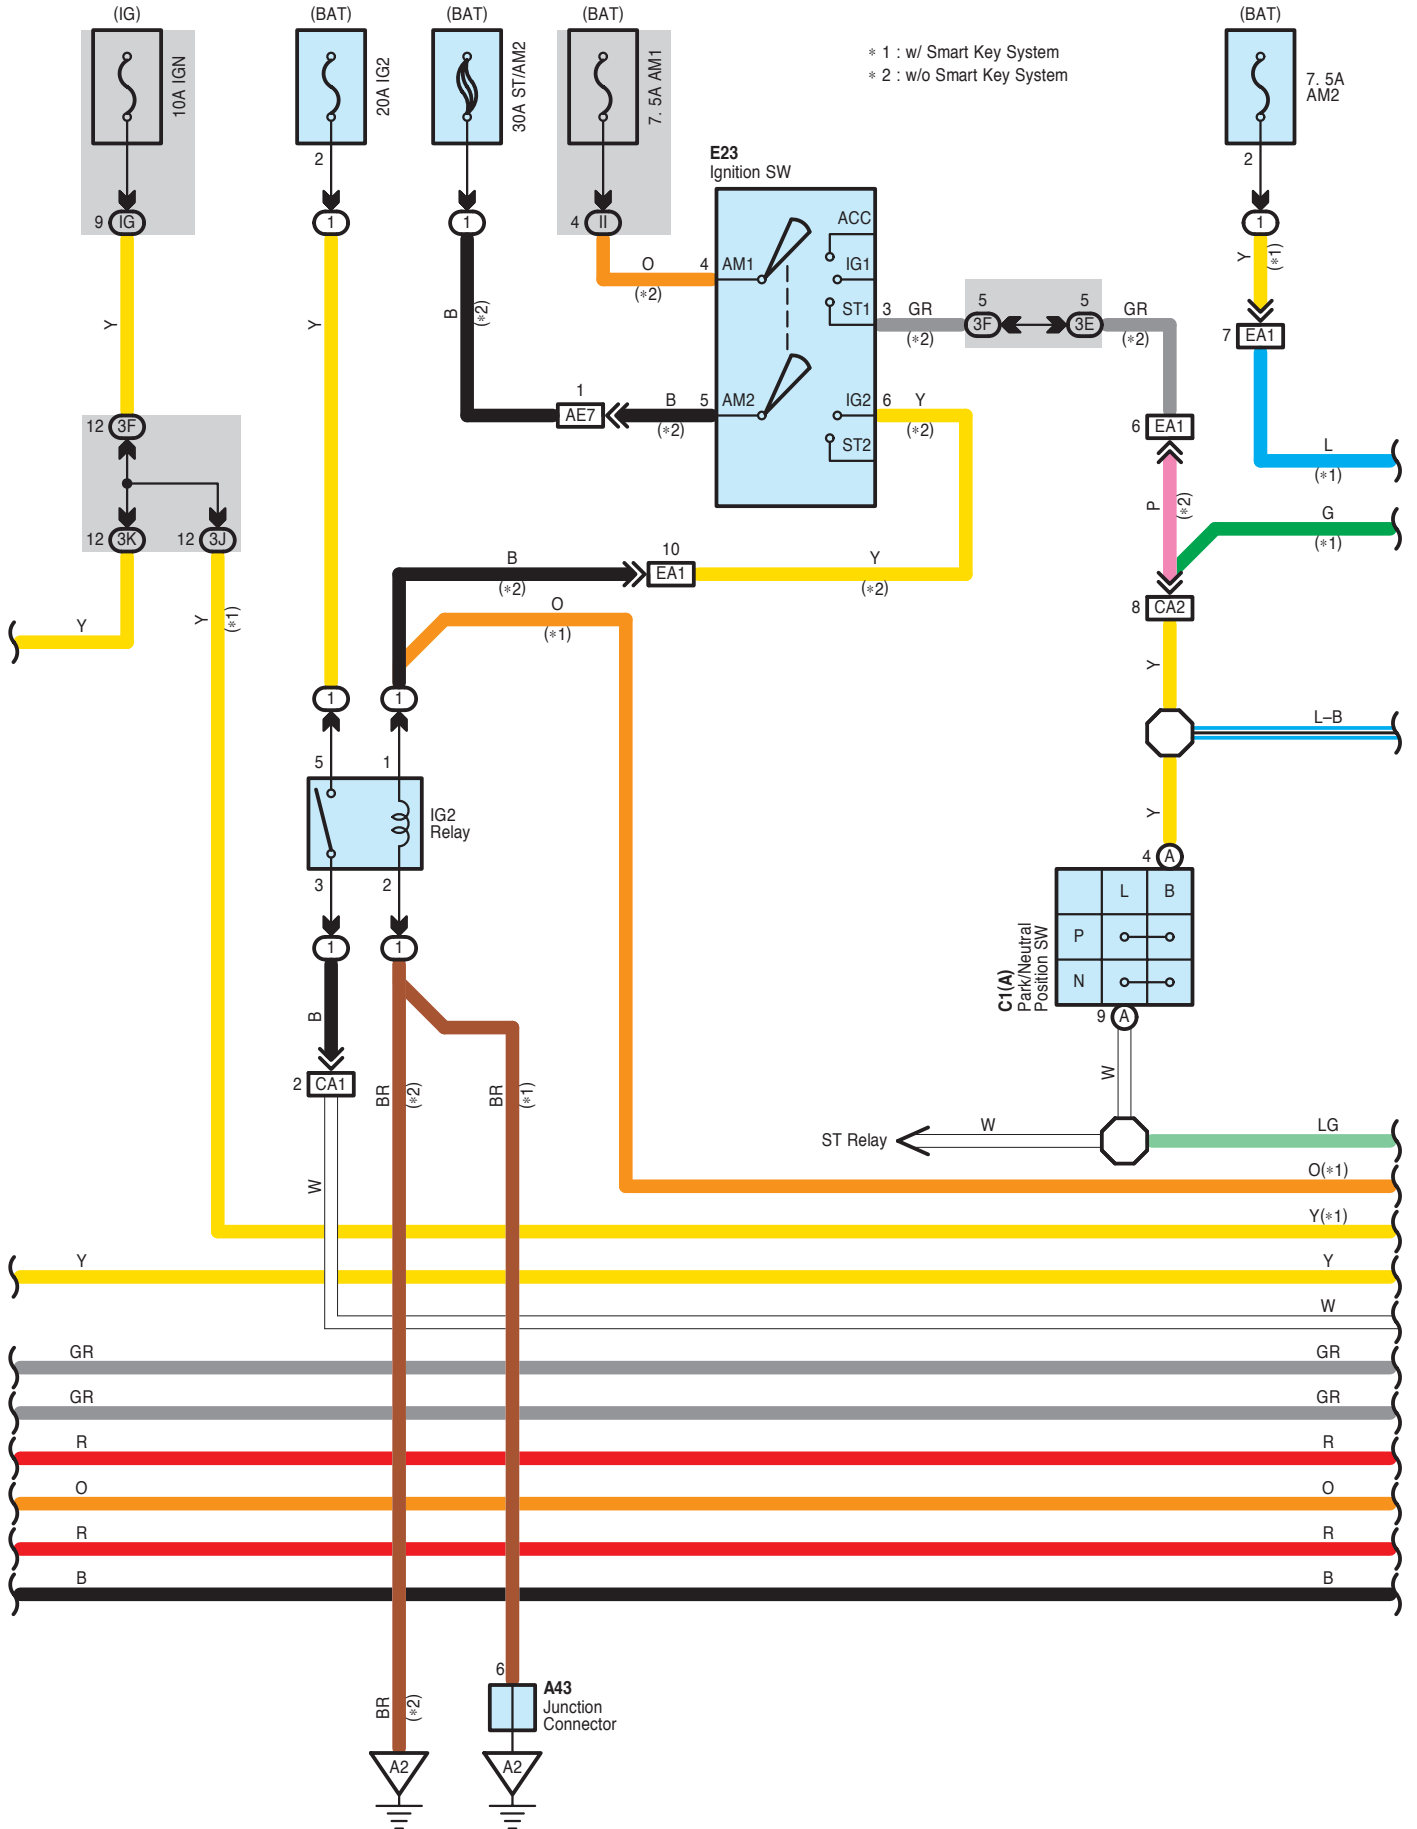 (IG)
(BAT)
(BAT)
(BAT)
(BAT)
10A IGN
20A IG2
30A ST/AM2
7. 5A AM1
∗ 1 : w/ Smart Key System
∗ 2 : w/o Smart Key System
7. 5A
AM2
2
2
E23
Ignition SW
9 IG
1
1
4 II
1
ACC
4 AM1
IG1
ST1
5 AM2
IG2
ST2
O
(∗2)
Y
Y
B
(∗2)
3 GR
(∗2)
5
3F
5
3E
GR
(∗2)
Y
(∗1)
7 EA1
1
AE7
B
(∗2)
6 Y
(∗2)
6 EA1
12 3F
L
(∗1)
P
(∗2)
G
(∗1)
12 3K
12 3J
B
(∗2)
10
EA1
Y
(∗2)
8 CA2
O
(∗1)
Y
Y
(∗1)
Y
1
1
L–B
5
1
IG2
Relay
Y
3
2
4 A
L B
P
N
C1(A)
Park/Neutral
Position SW
1
1
9 A
B
W
2 CA1
BR
(∗2)
BR
(∗1)
ST Relay
W
LG
W
O(∗1)
Y(∗1)
Y
Y
W
GR
GR
GR
GR
R
R
O
O
R
R
B
B
6
A43
Junction
Connector
BR
(∗2)
A2
A2